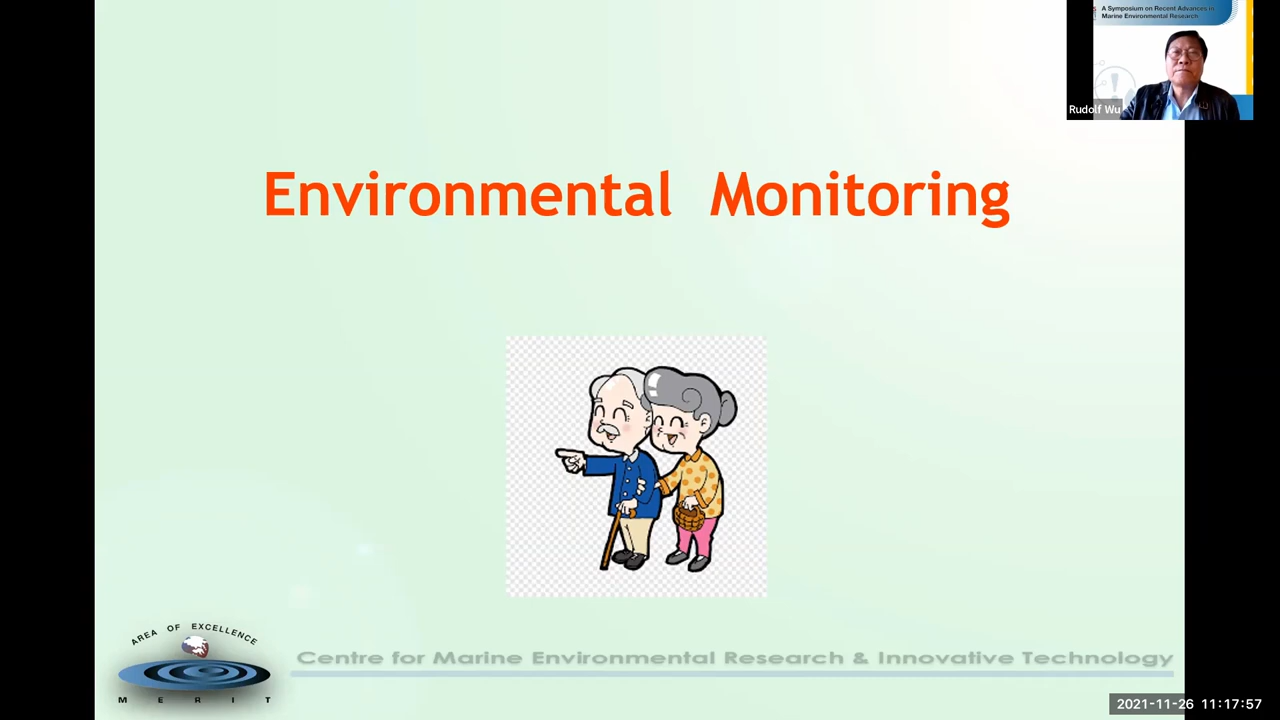 A Symposium on Recent Advances in
Marine Environmental Research
Rudolf Wu
Environmental Monitoring
AREA OF EXCELLENCE
MERIT
Centre for Marine Environmental Research & Innovative Technology
2021-11-26 11:17:57